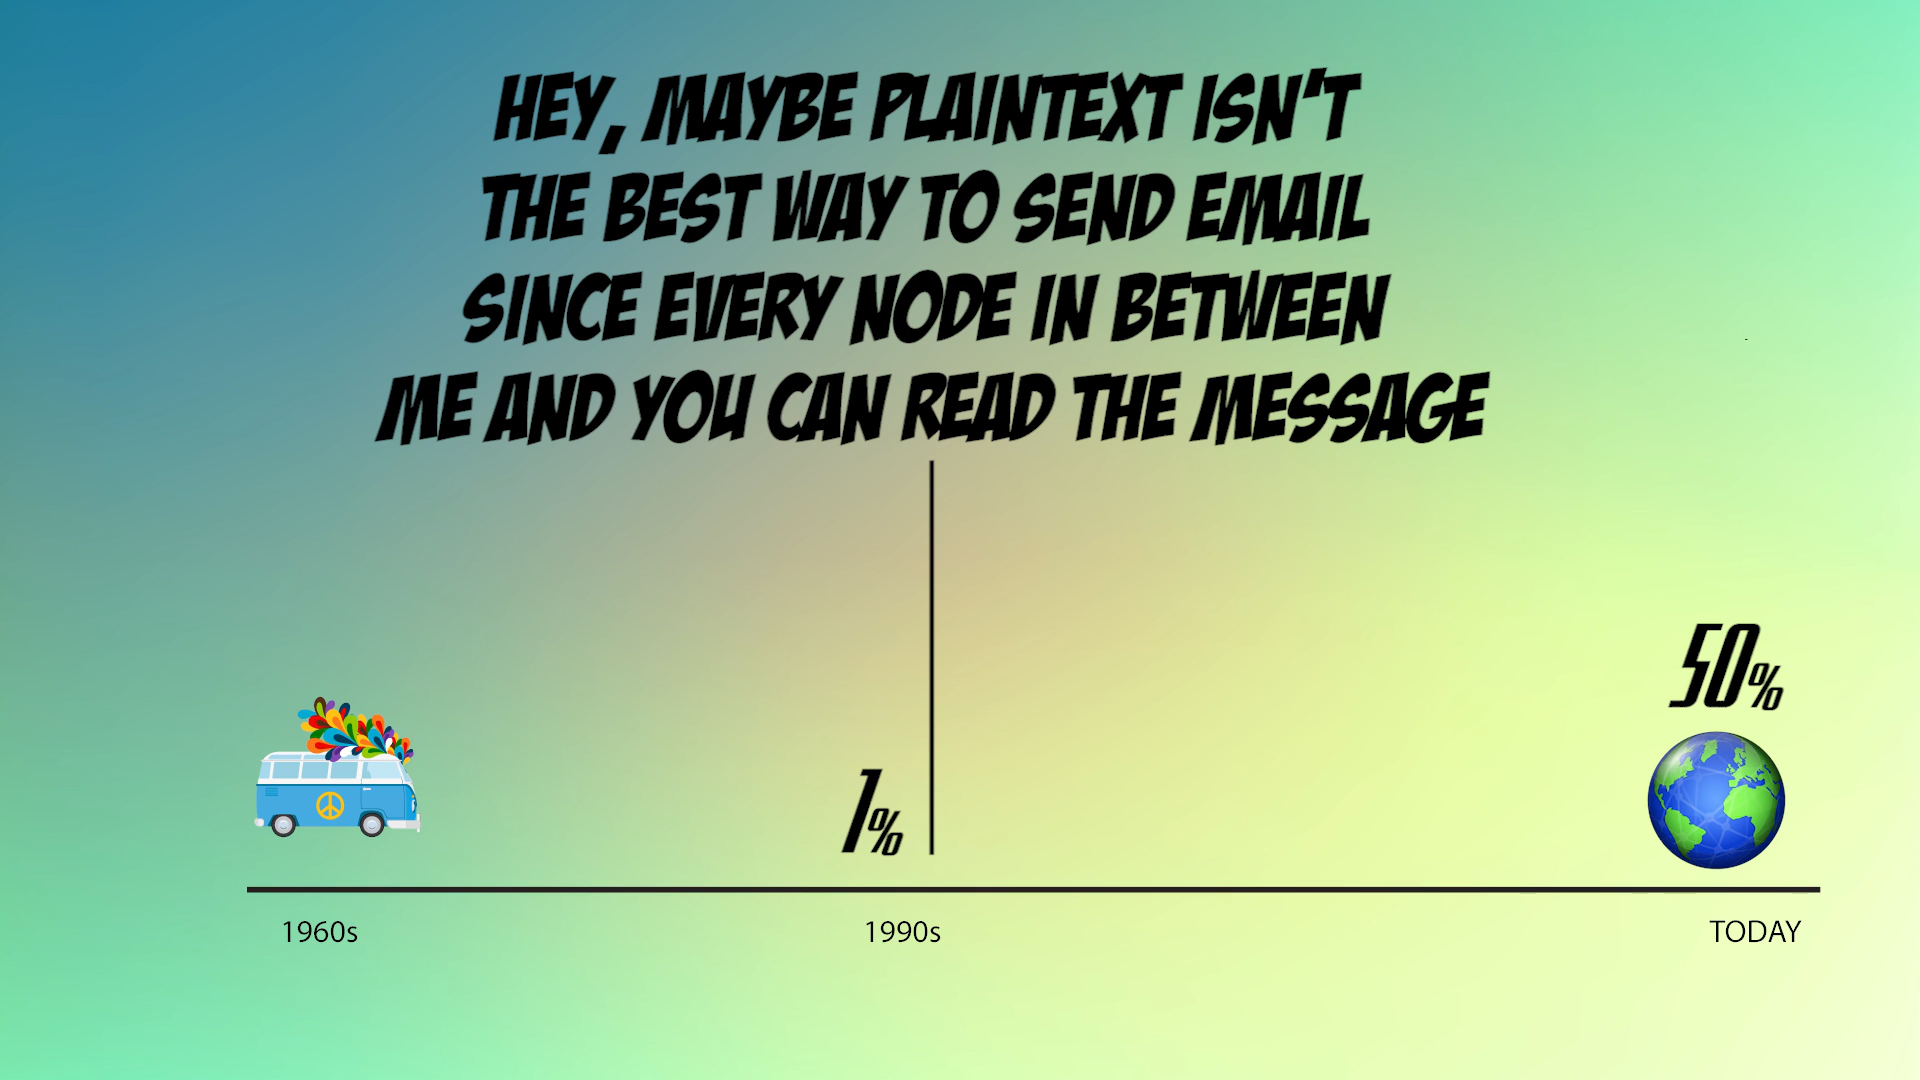 HEY, MAYBE PLAINTEXT ISN'T
THE BEST WAY TO SEND EMAIL
SINCE EVERY NODE IN BETWEEN
ME AND YOU CAN READ THE MESSAGE
50%
1%
1960s
1990s
TODAY